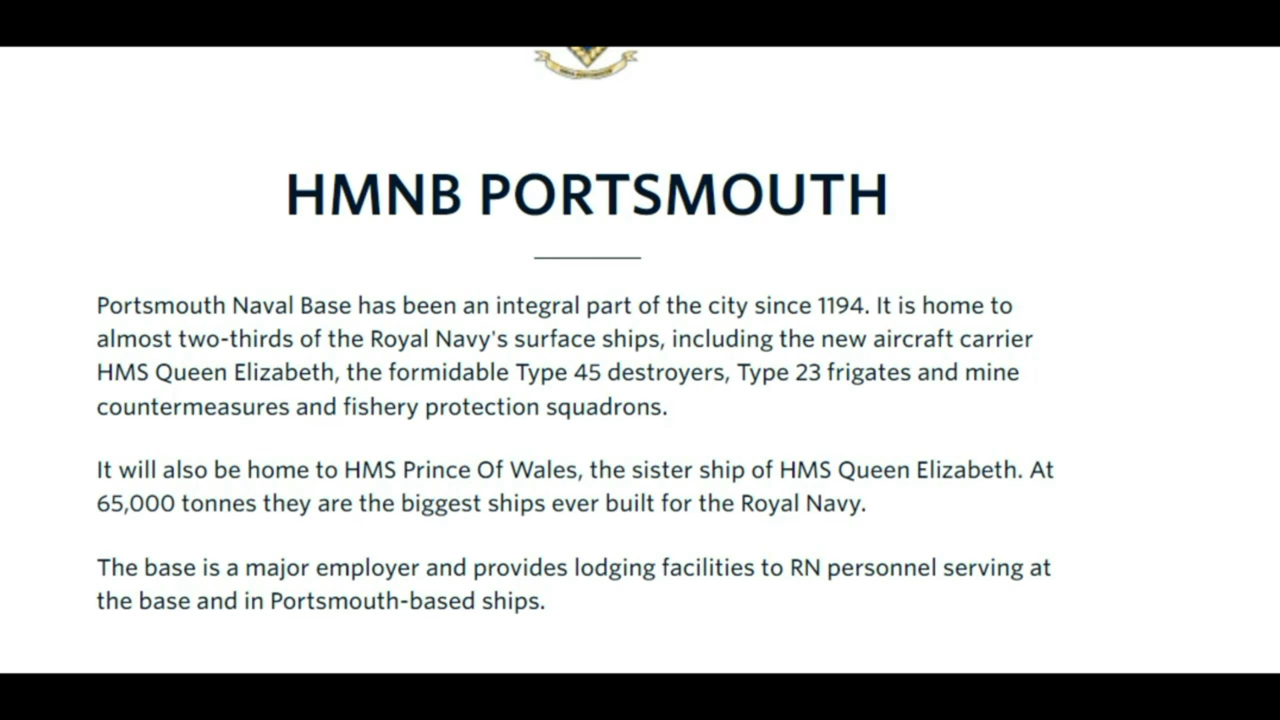 HMNB PORTSMOUTH
Portsmouth Naval Base has been an integral part of the city since 1194. It is home to
almost two-thirds of the Royal Navy's surface ships, including the new aircraft carrier
HMS Queen Elizabeth, the formidable Type 45 destroyers, Type 23 frigates and mine
countermeasures and fishery protection squadrons.
It will also be home to HMS Prince Of Wales, the sister ship of HMS Queen Elizabeth. At
65,000 tonnes they are the biggest ships ever built for the Royal Navy.
The base is a major employer and provides lodging facilities to RN personnel serving at
the base and in Portsmouth-based ships.